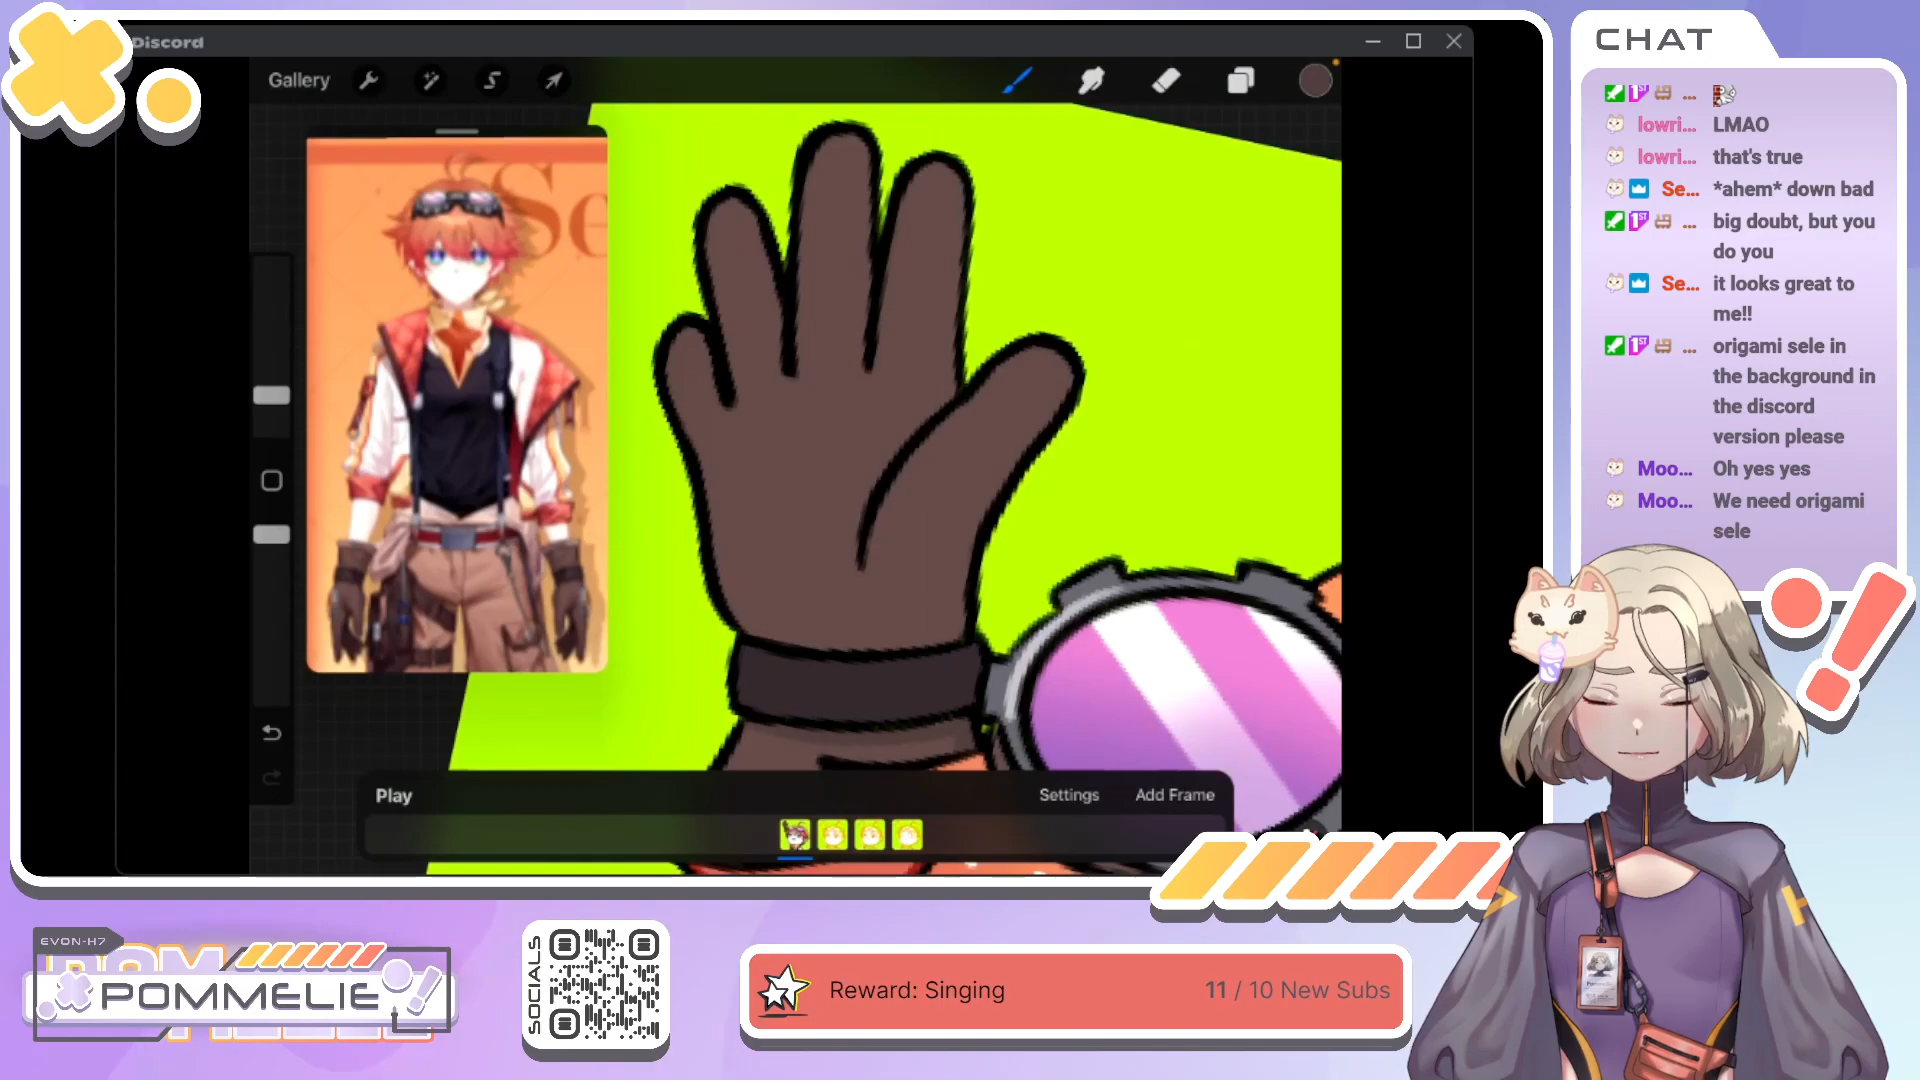 Discord
Gallery
Se
Play
Settings
Add Frame
CHAT
lowri... LMAO
lowri... that's true
Se... *ahem* down bad
... big doubt, but you
do you
Se... it looks great to
me!!
... origami sele in
the background in
the discord
version please
Moo... Oh yes yes
Moo... We need origami
sele
EVON-H7
POMMELIE
SOCIALS
Reward: Singing
11 / 10 New Subs